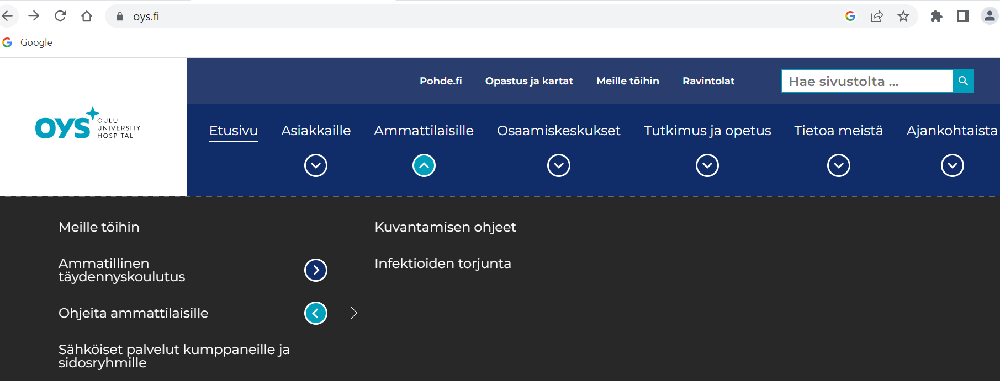 oys.fi
Google
Pohde.fi
Opastus ja kartat
Meille töihin
Ravintolat
Hae sivustolta ...
oys
OULU
UNIVERSITY
HOSPITAL
Etusivu
Asiakkaille
Ammattilaisille
Osaamiskeskukset
Tutkimus ja opetus
Tietoa meistä
Ajankohtaista
Meille töihin
Ammatillinen
täydennyskoulutus
Ohjeita ammattilaisille
Sähköiset palvelut kumppaneille ja
sidosryhmille
Kuvantamisen ohjeet
Infektioiden torjunta